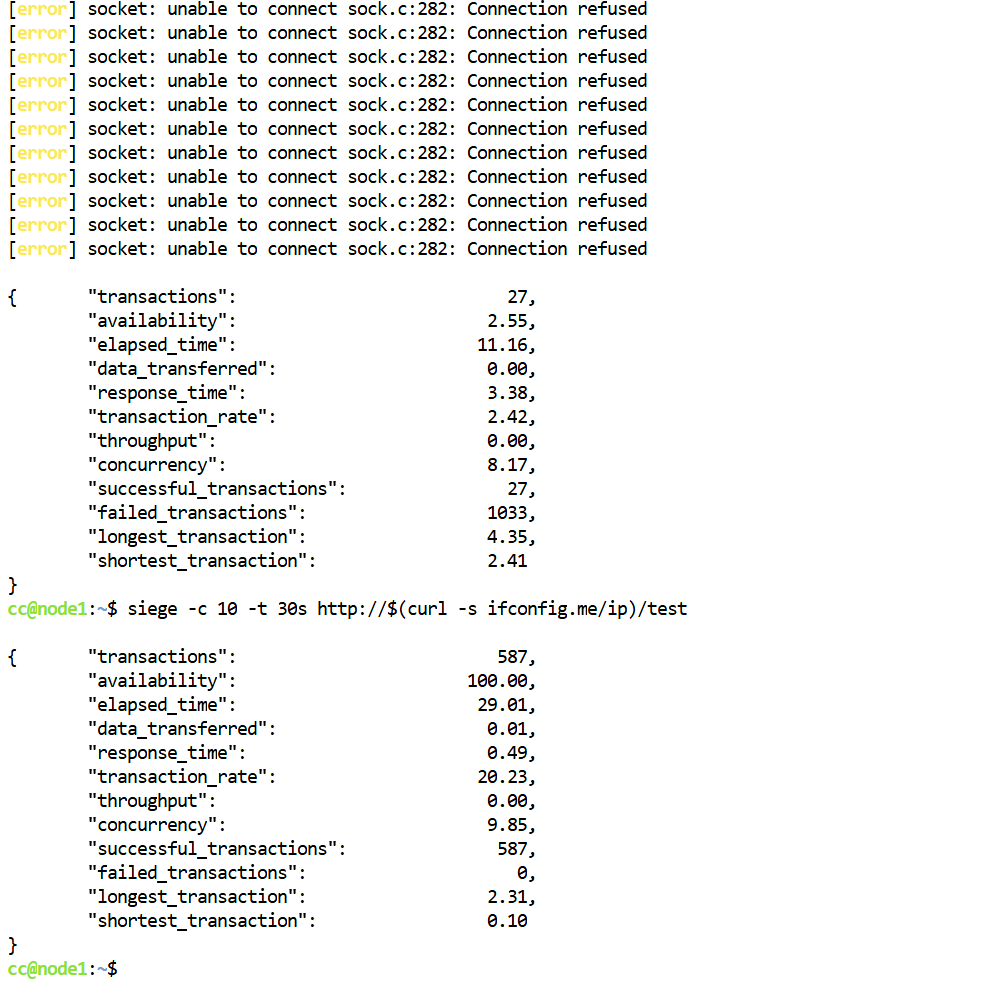 [error] socket: unable to connect sock.c:282: Connection refused
[error] socket: unable to connect sock.c:282: Connection refused
[error] socket: unable to connect sock.c:282: Connection refused
[error] socket: unable to connect sock.c:282: Connection refused
[error] socket: unable to connect sock.c:282: Connection refused
[error] socket: unable to connect sock.c:282: Connection refused
[error] socket: unable to connect sock.c:282: Connection refused
[error] socket: unable to connect sock.c:282: Connection refused
[error] socket: unable to connect sock.c:282: Connection refused
[error] socket: unable to connect sock.c:282: Connection refused
[error] socket: unable to connect sock.c:282: Connection refused
{ "transactions": 27,
"availability": 2.55,
"elapsed_time": 11.16,
"data_transferred": 0.00,
"response_time": 3.38,
"transaction_rate": 2.42,
"throughput": 0.00,
"concurrency": 8.17,
"successful_transactions": 27,
"failed_transactions": 1033,
"longest_transaction": 4.35,
"shortest_transaction": 2.41
}
cc@node1:~$ siege -c 10 -t 30s http://$(curl -s ifconfig.me/ip)/test
{ "transactions": 587,
"availability": 100.00,
"elapsed_time": 29.01,
"data_transferred": 0.01,
"response_time": 0.49,
"transaction_rate": 20.23,
"throughput": 0.00,
"concurrency": 9.85,
"successful_transactions": 587,
"failed_transactions": 0,
"longest_transaction": 2.31,
"shortest_transaction": 0.10
}
cc@node1:~$